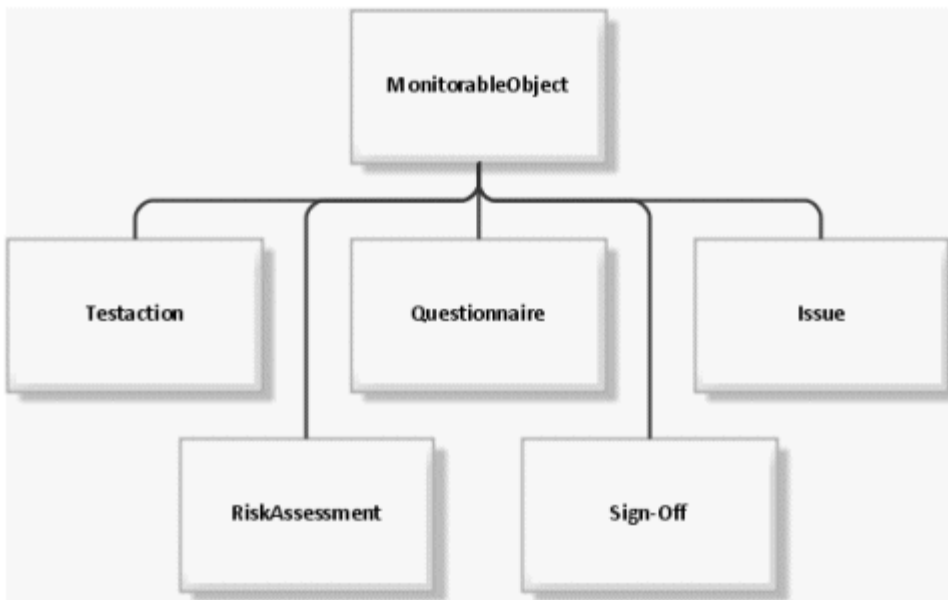 MonitorableObject
Testaction
Questionnaire
Issue
RiskAssessment
Sign-Off